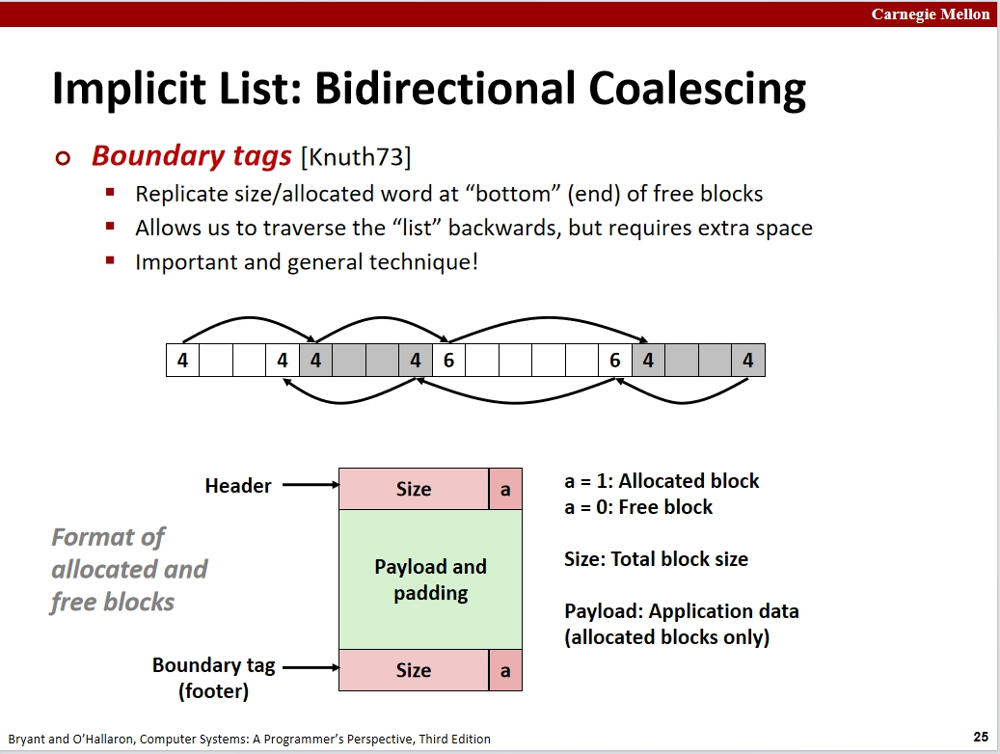 Carnegie Mellon
Implicit List: Bidirectional Coalescing
Boundary tags [Knuth73]
Replicate size/allocated word at “bottom” (end) of free blocks
Allows us to traverse the “list” backwards, but requires extra space
Important and general technique!
4 4 4 4 6 6 4 4
Header
Size a
a = 1: Allocated block
a = 0: Free block
Format of
allocated and
free blocks
Payload and
padding
Size: Total block size
Payload: Application data
(allocated blocks only)
Boundary tag
(footer)
Size a
Bryant and O’Hallaron, Computer Systems: A Programmer’s Perspective, Third Edition
25